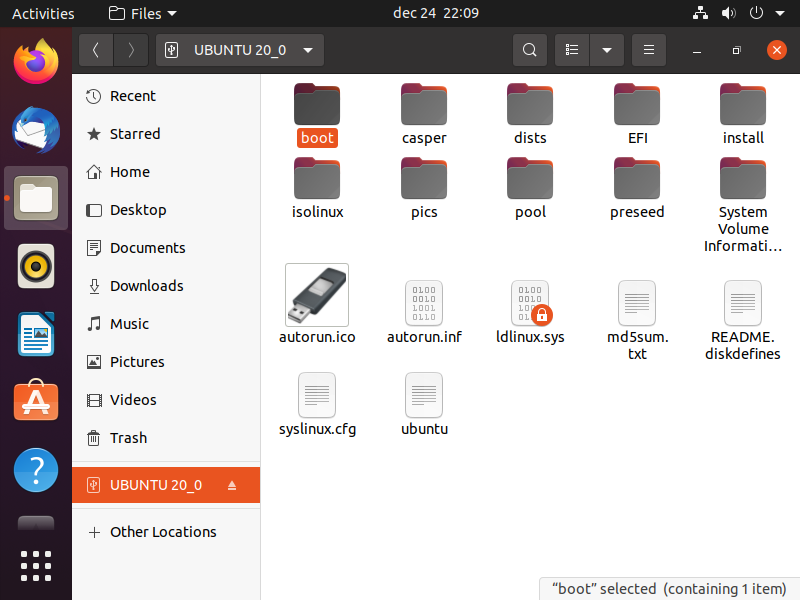 Activities Files dec 24 22:09
UBUNTU 20_0
Recent
Starred
Home
Desktop
Documents
Downloads
Music
Pictures
Videos
Trash
UBUNTU 20_0
Other Locations
boot casper dists EFI install
isolinux pics pool preseed System
Volume
Informati…
autorun.ico autorun.inf ldlinux.sys md5sum. README.
txt diskdefines
syslinux.cfg ubuntu
“boot” selected (containing 1 item)